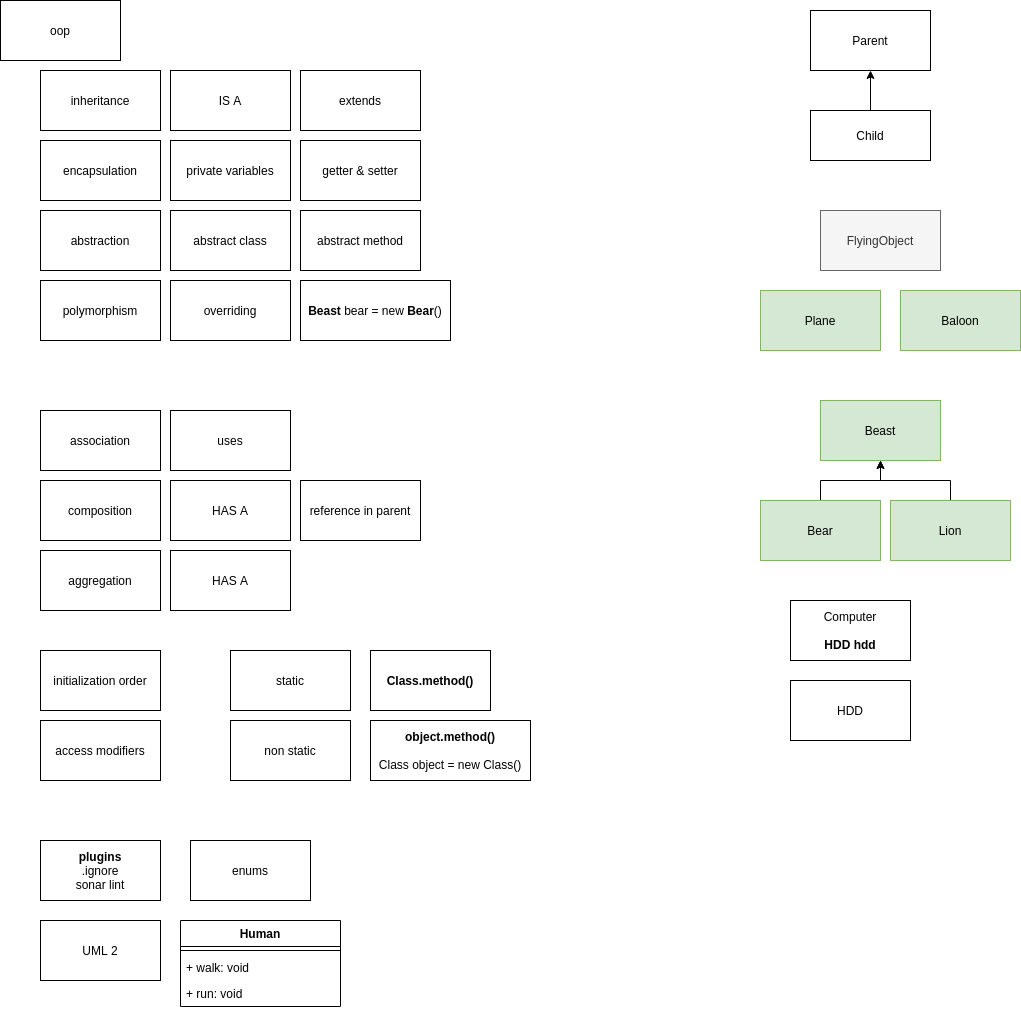 oop
inheritance
IS A
extends
encapsulation
private variables
getter & setter
abstraction
abstract class
abstract method
polymorphism
overriding
Beast bear = new Bear()
association
uses
composition
HAS A
reference in parent
aggregation
HAS A
initialization order
static
Class.method()
access modifiers
non static
object.method()
Class object = new Class()
plugins
.ignore
sonar lint
enums
UML 2
Human
+ walk: void
+ run: void
Parent
Child
FlyingObject
Plane
Baloon
Beast
Bear
Lion
Computer
HDD hdd
HDD